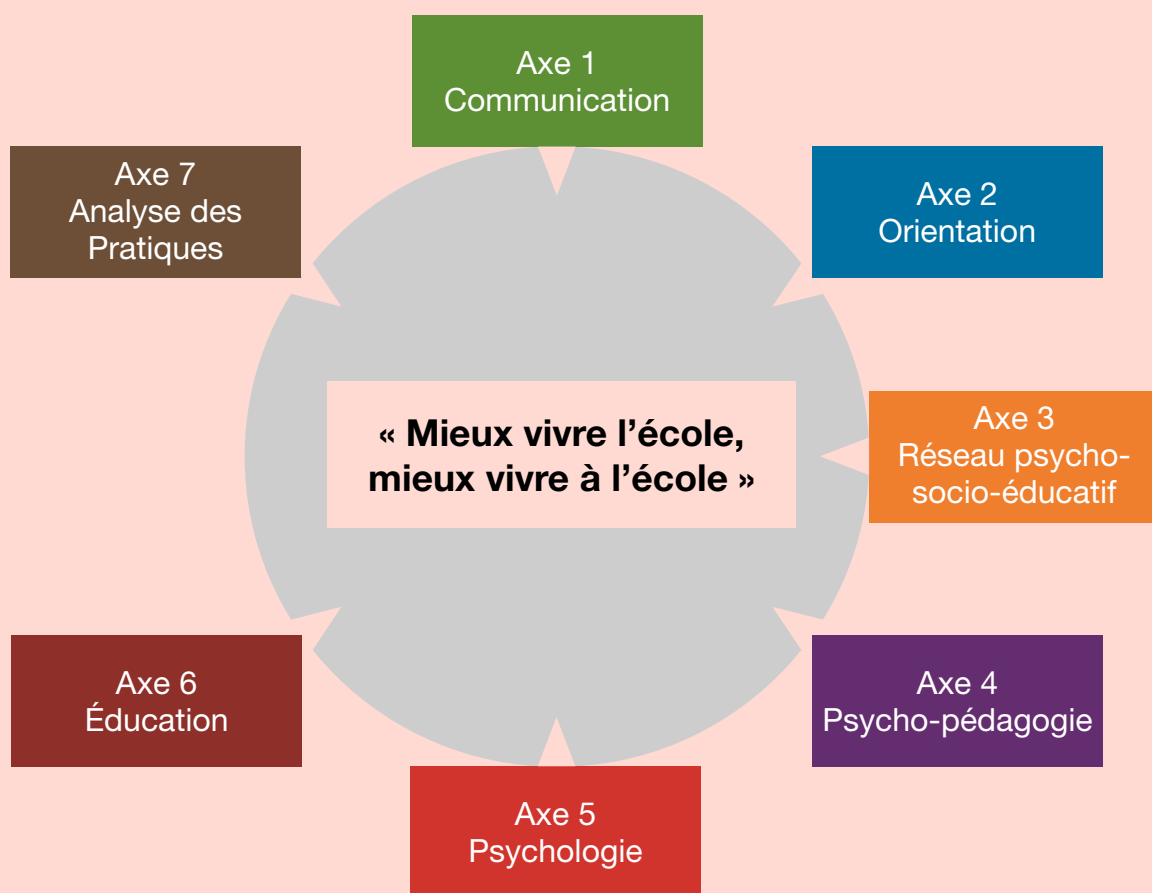 Axe 1
Communication
Axe 7
Analyse des
Pratiques
Axe 2
Orientation
« Mieux vivre l’école,
mieux vivre à l’école »
Axe 3
Réseau psycho-
socio-éducatif
Axe 6
Éducation
Axe 4
Psycho-pédagogie
Axe 5
Psychologie